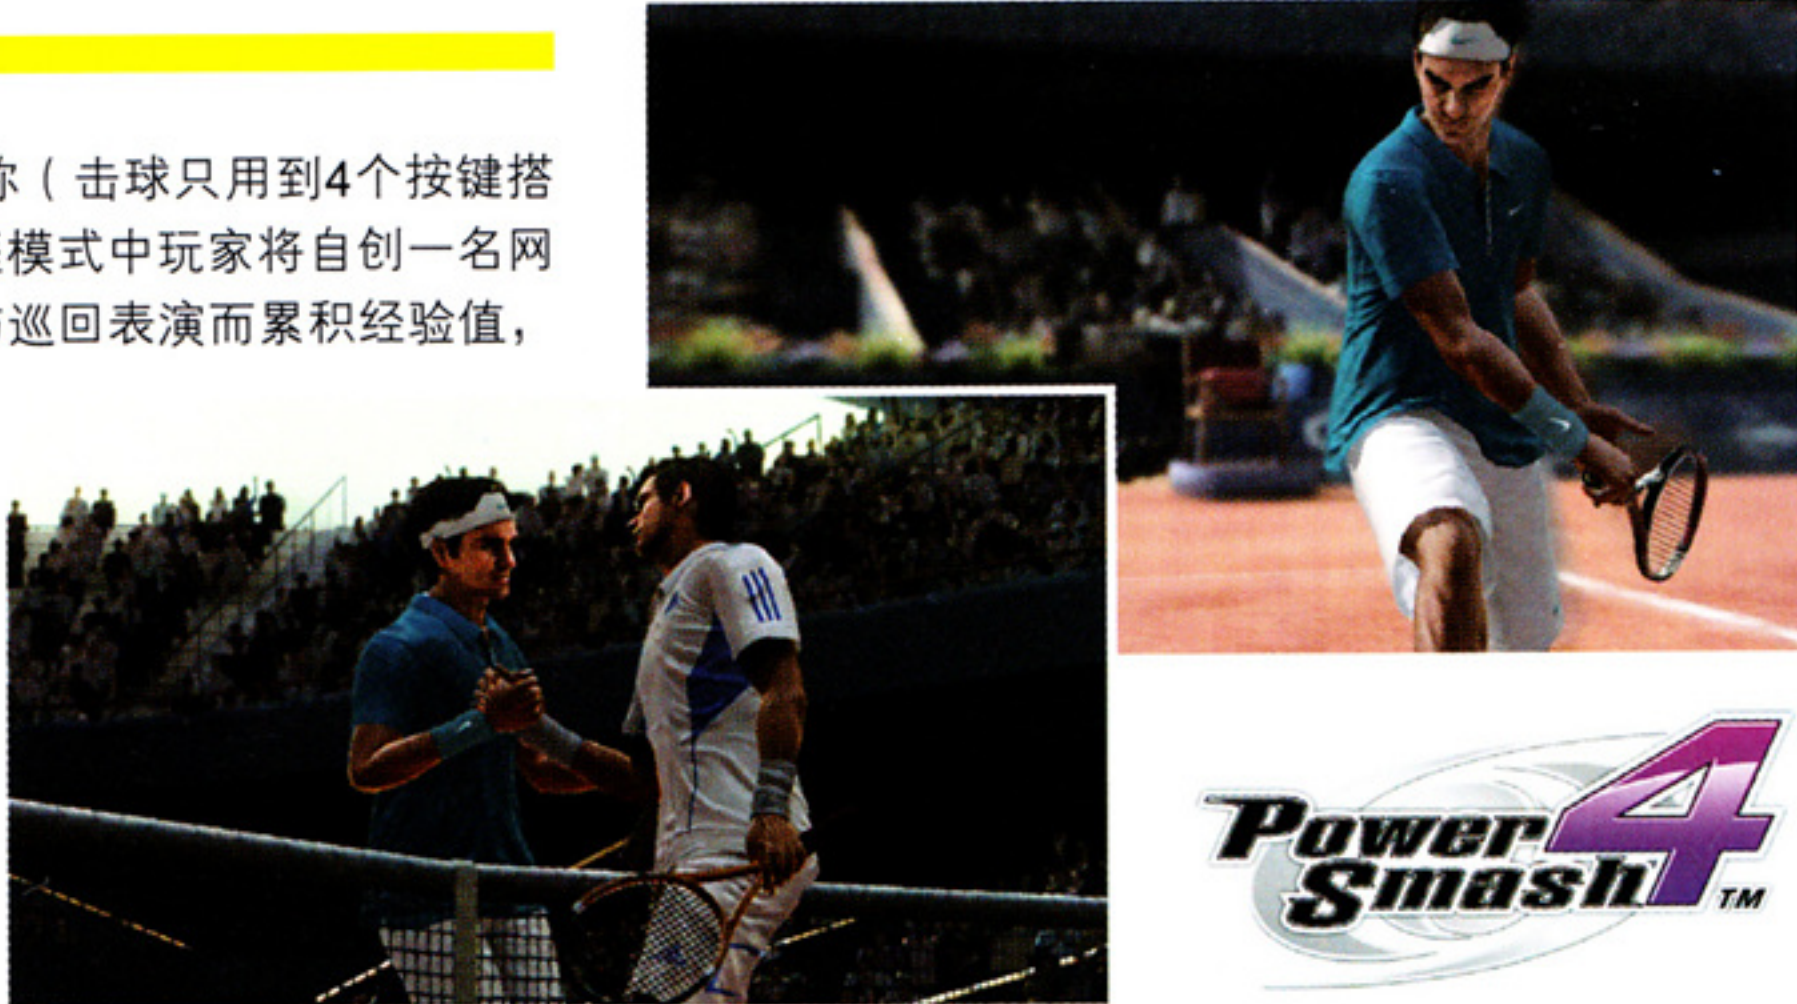 你（击球只用到4个按键搭
模式中玩家将自创一名网
巡回表演而累积经验值，
Power
Smash 4 TM